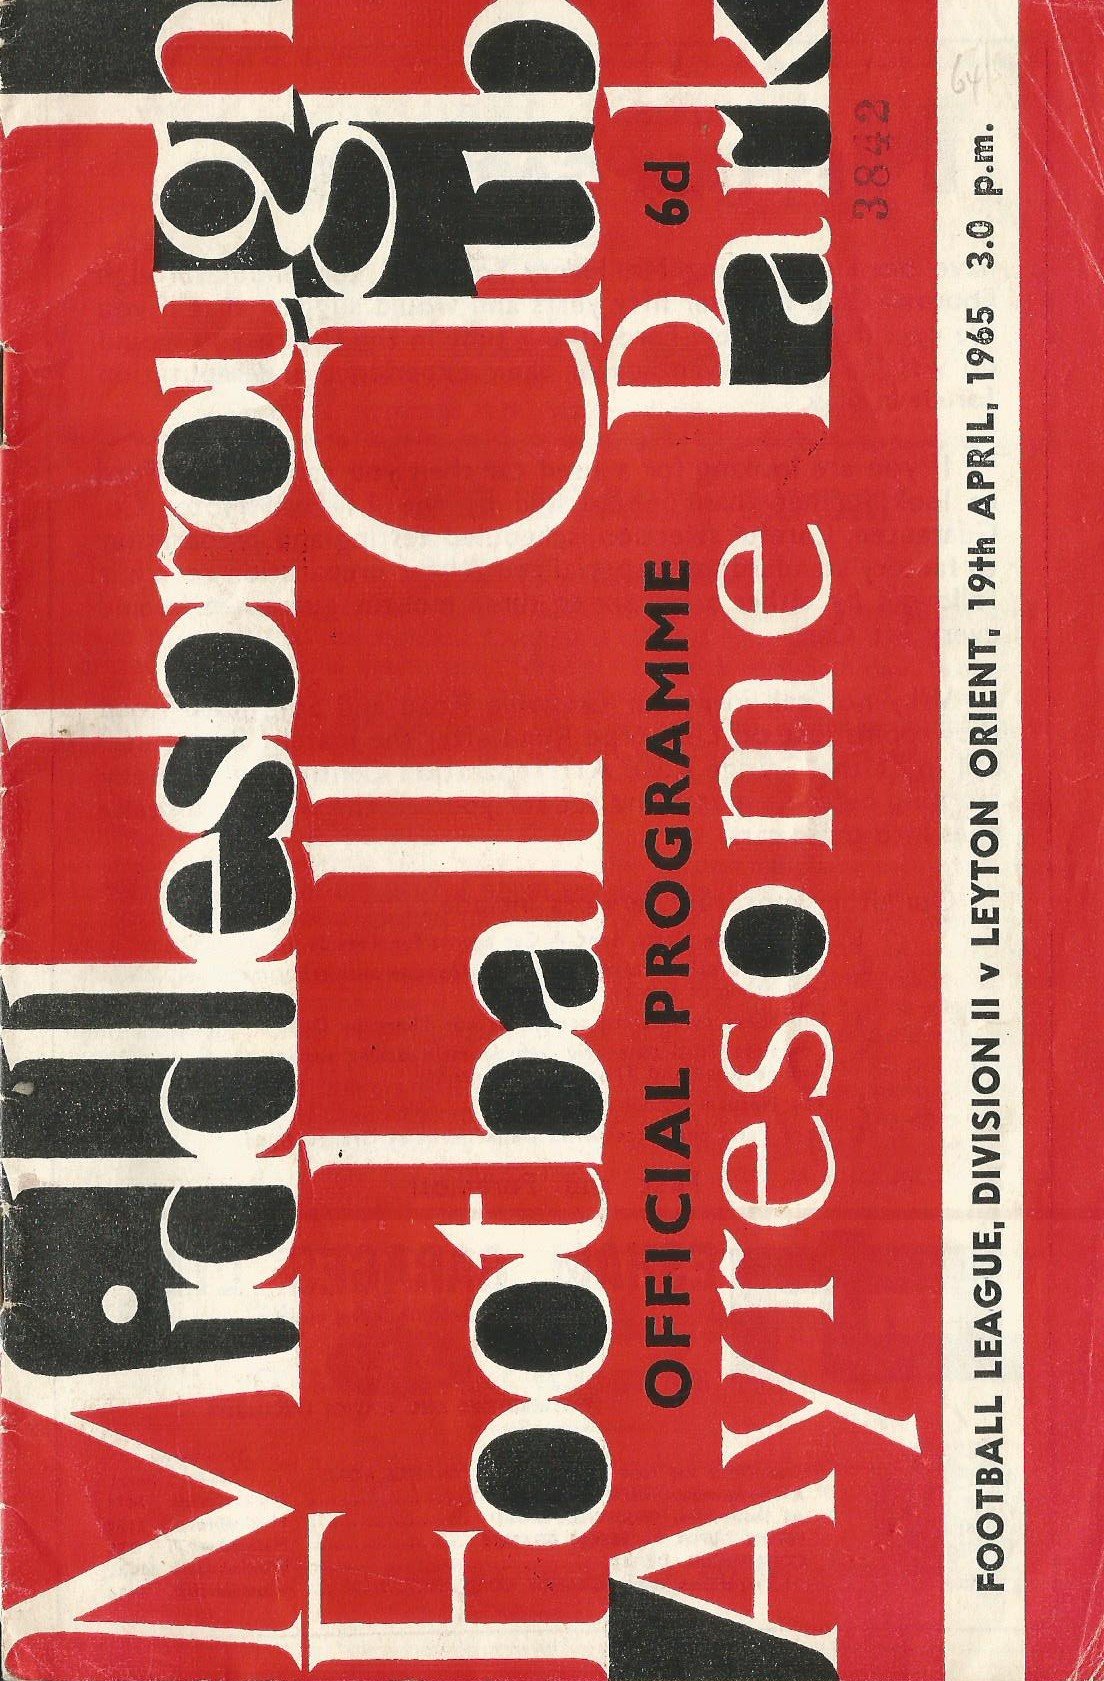 Middlesbrough
Football Club
OFFICIAL PROGRAMME 6d
Ayresome Park
3842
FOOTBALL LEAGUE, DIVISION II v LEYTON ORIENT, 19th APRIL, 1965 3.0 p.m.